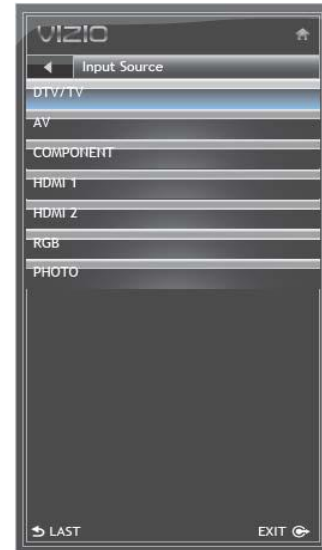 VIZIO
Input Source
DTV/TV
AV
COMPONENT
HDMI 1
HDMI 2
RGB
PHOTO
LAST EXIT